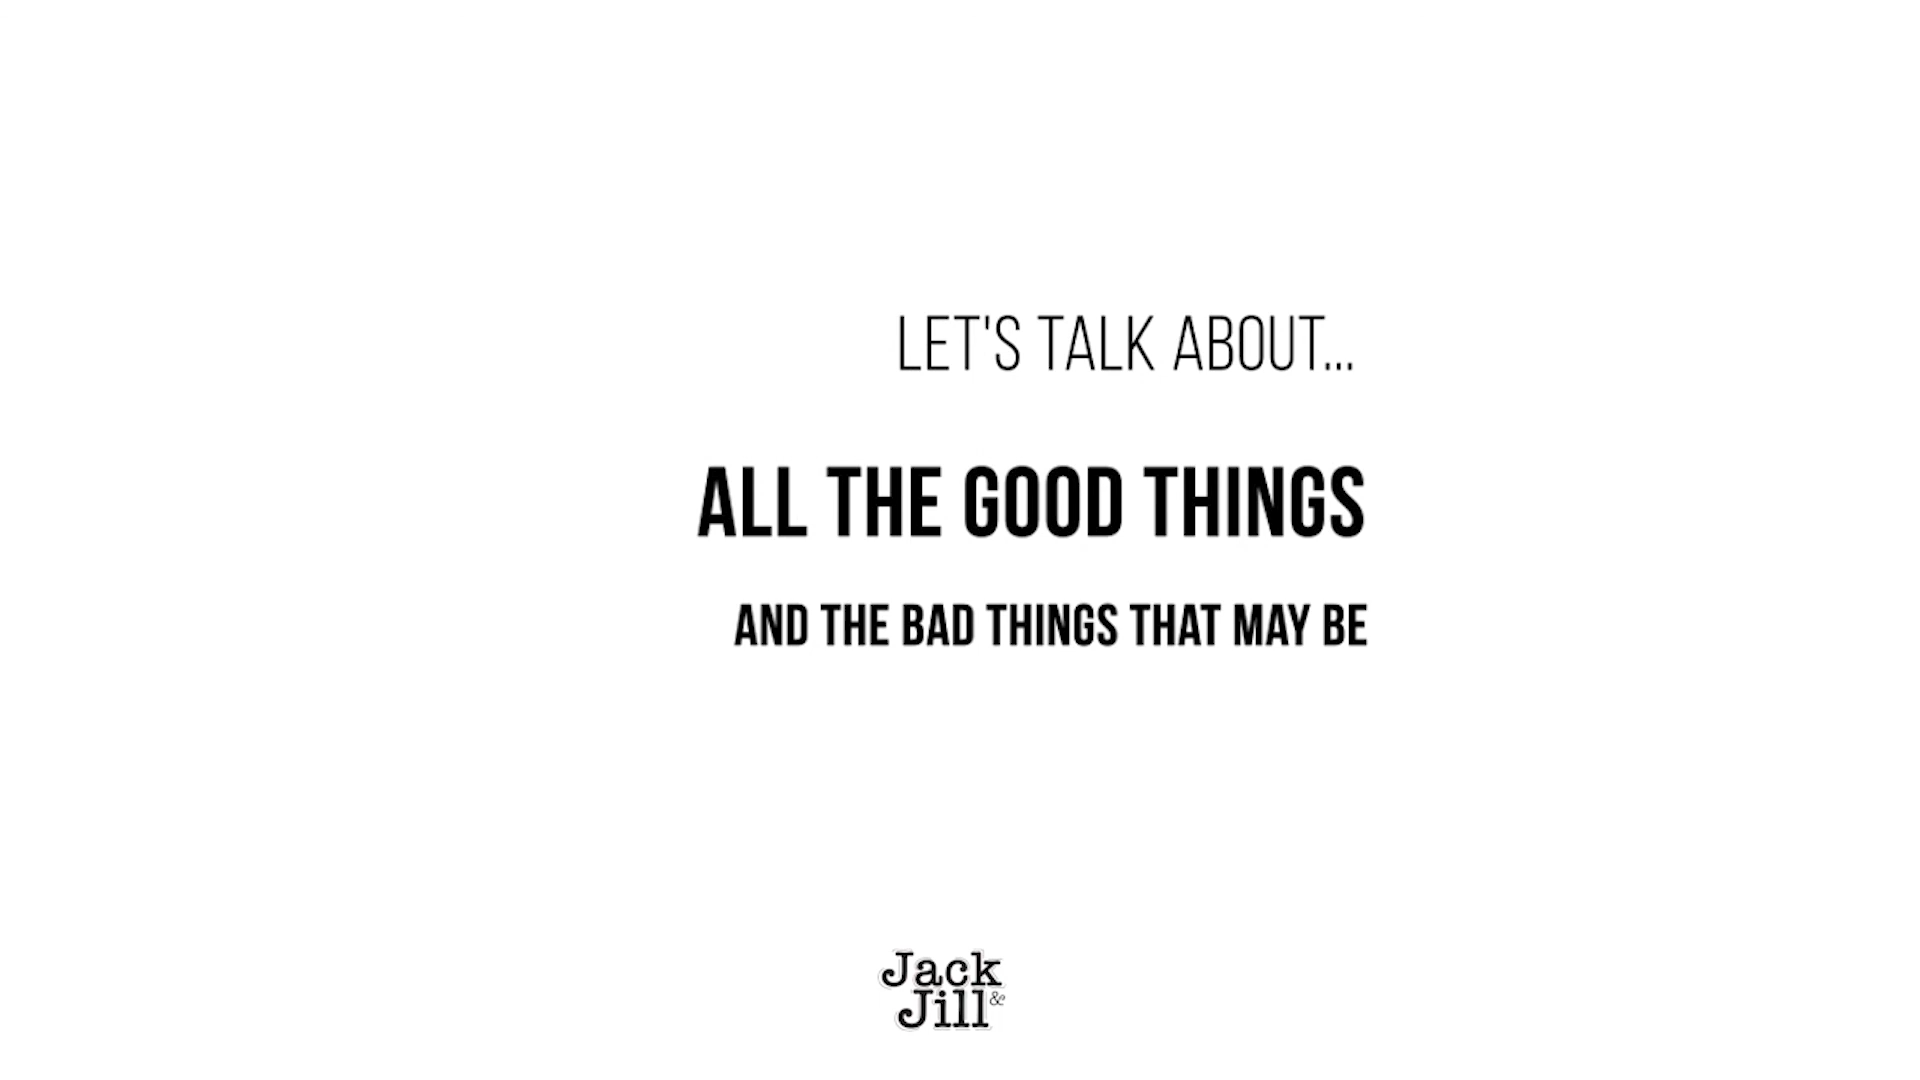 LET'S TALK ABOUT...
ALL THE GOOD THINGS
AND THE BAD THINGS THAT MAY BE
Jack
& Jill